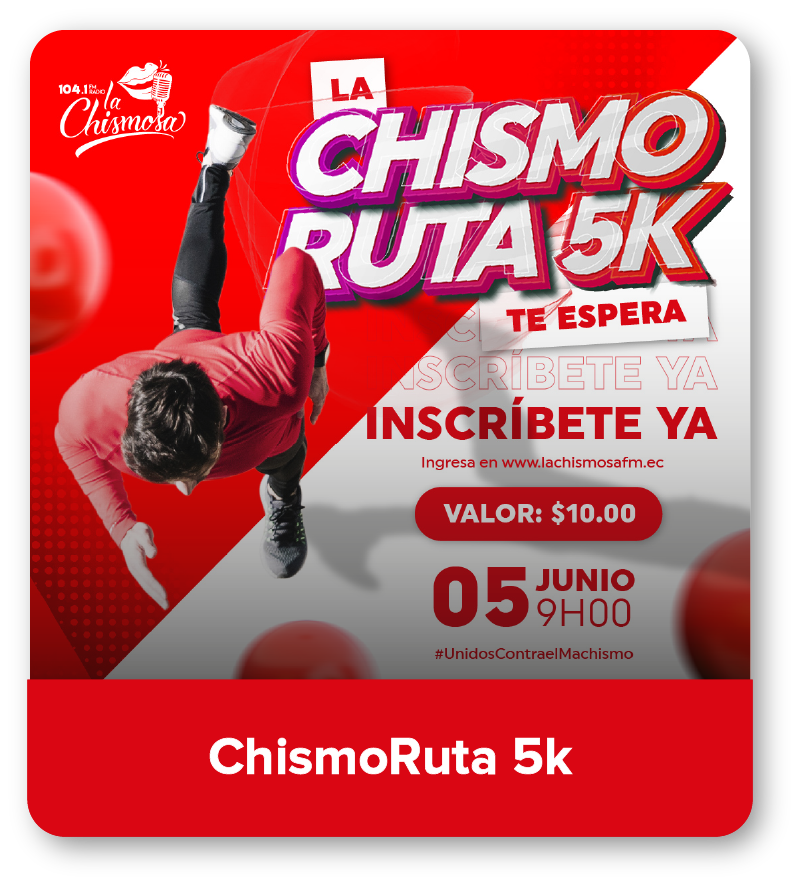 104.1 FM RADIO
la
Chismosa
LA
CHISMO
RUTA 5K
TE ESPERA
INSCRÍBETE YA
INSCRÍBETE YA
Ingresa en www.lachismosafm.ec
VALOR: $10.00
05 JUNIO
9H00
#UnidosContraelMachismo
ChismoRuta 5k